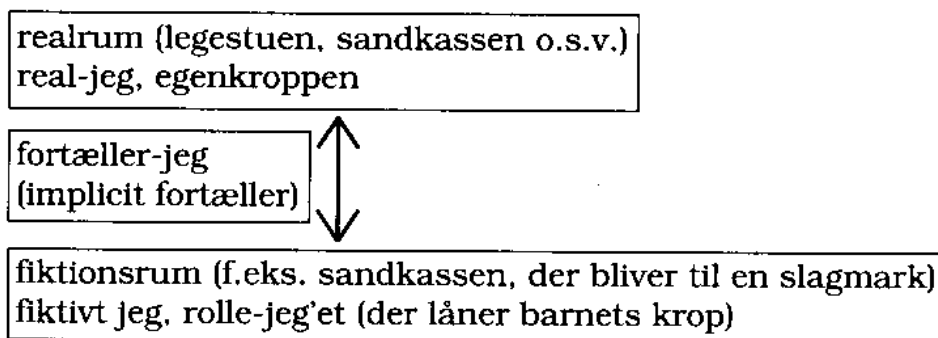 realrum (legestuen, sandkassen o.s.v.)
real-jeg, egenkroppen
fortæller-jeg
(implicit fortæller)
fiktionsrum (f.eks. sandkassen, der bliver til en slagmark)
fiktivt jeg, rolle-jeg'et (der låner barnets krop)